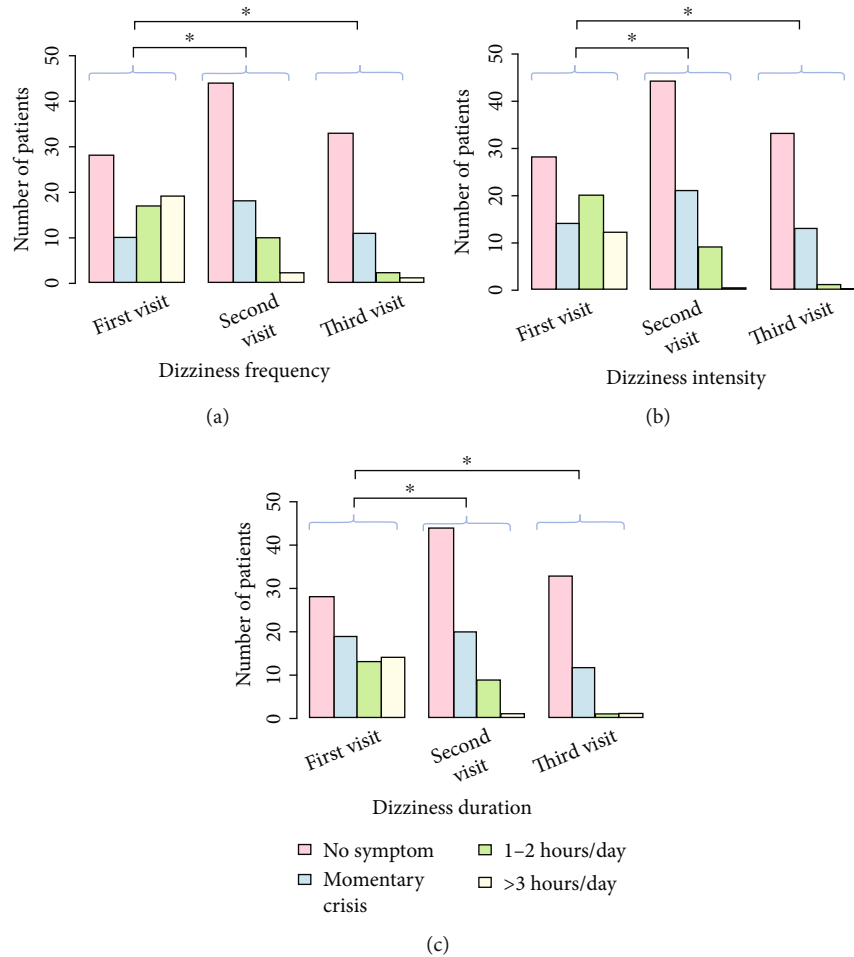 *
*
50
40
30
20
10
0
Number of patients
First visit
Second
visit
Third visit
Dizziness frequency
(a)
*
*
50
40
30
20
10
0
Number of patients
First visit
Second
visit
Third visit
Dizziness intensity
(b)
*
*
50
40
30
20
10
0
Number of patients
First visit
Second
visit
Third visit
Dizziness duration
No symptom
Momentary
crisis
1–2 hours/day
>3 hours/day
(c)